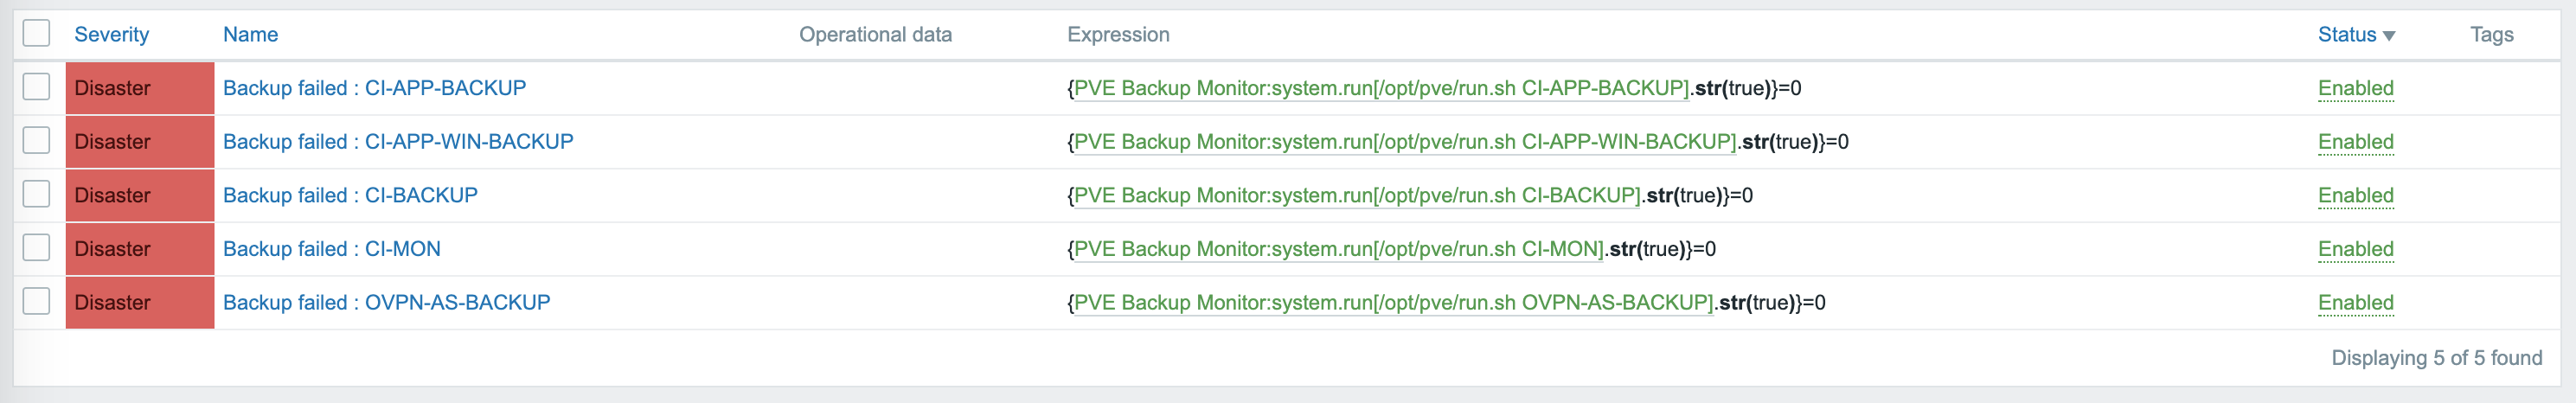 Severity Name Operational data Expression Status ▼ Tags
Disaster Backup failed : CI-APP-BACKUP {PVE Backup Monitor:system.run[/opt/pve/run.sh CI-APP-BACKUP].str(true)}=0 Enabled
Disaster Backup failed : CI-APP-WIN-BACKUP {PVE Backup Monitor:system.run[/opt/pve/run.sh CI-APP-WIN-BACKUP].str(true)}=0 Enabled
Disaster Backup failed : CI-BACKUP {PVE Backup Monitor:system.run[/opt/pve/run.sh CI-BACKUP].str(true)}=0 Enabled
Disaster Backup failed : CI-MON {PVE Backup Monitor:system.run[/opt/pve/run.sh CI-MON].str(true)}=0 Enabled
Disaster Backup failed : OVPN-AS-BACKUP {PVE Backup Monitor:system.run[/opt/pve/run.sh OVPN-AS-BACKUP].str(true)}=0 Enabled
Displaying 5 of 5 found